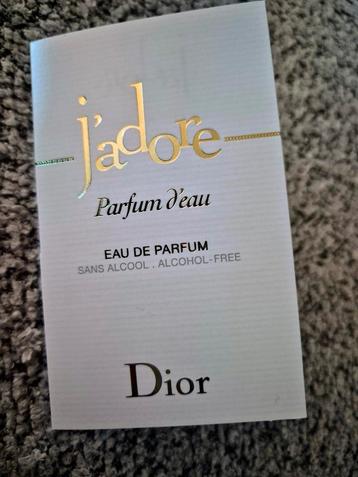 j'adore
Parfum d'eau
EAU DE PARFUM
SANS ALCOOL . ALCOHOL-FREE
Dior